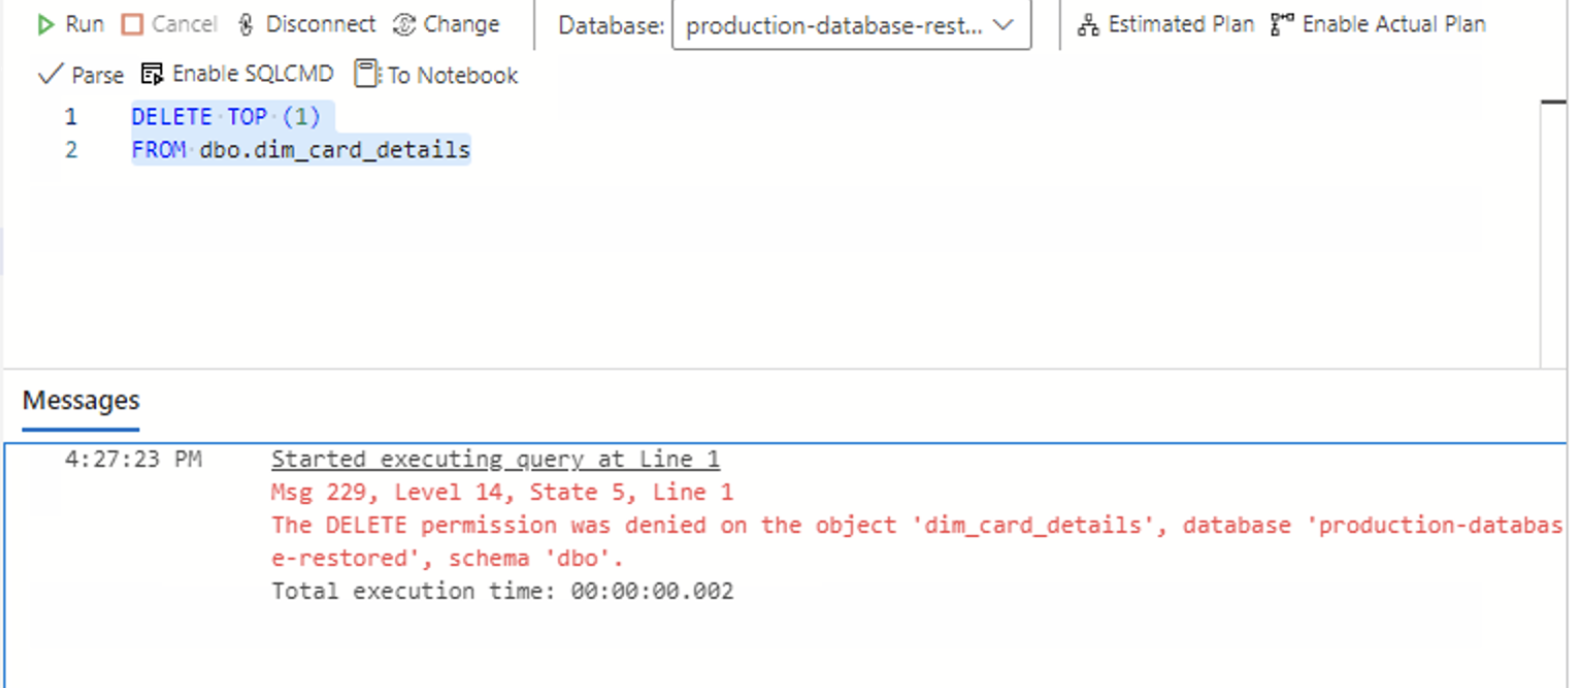 Run Cancel Disconnect Change Database: production-database-rest... Estimated Plan Enable Actual Plan
Parse Enable SQLCMD To Notebook
1 DELETE TOP (1)
2 FROM dbo.dim_card_details
Messages
4:27:23 PM Started executing query at Line 1
Msg 229, Level 14, State 5, Line 1
The DELETE permission was denied on the object 'dim_card_details', database 'production-databas
e-restored', schema 'dbo'.
Total execution time: 00:00:00.002